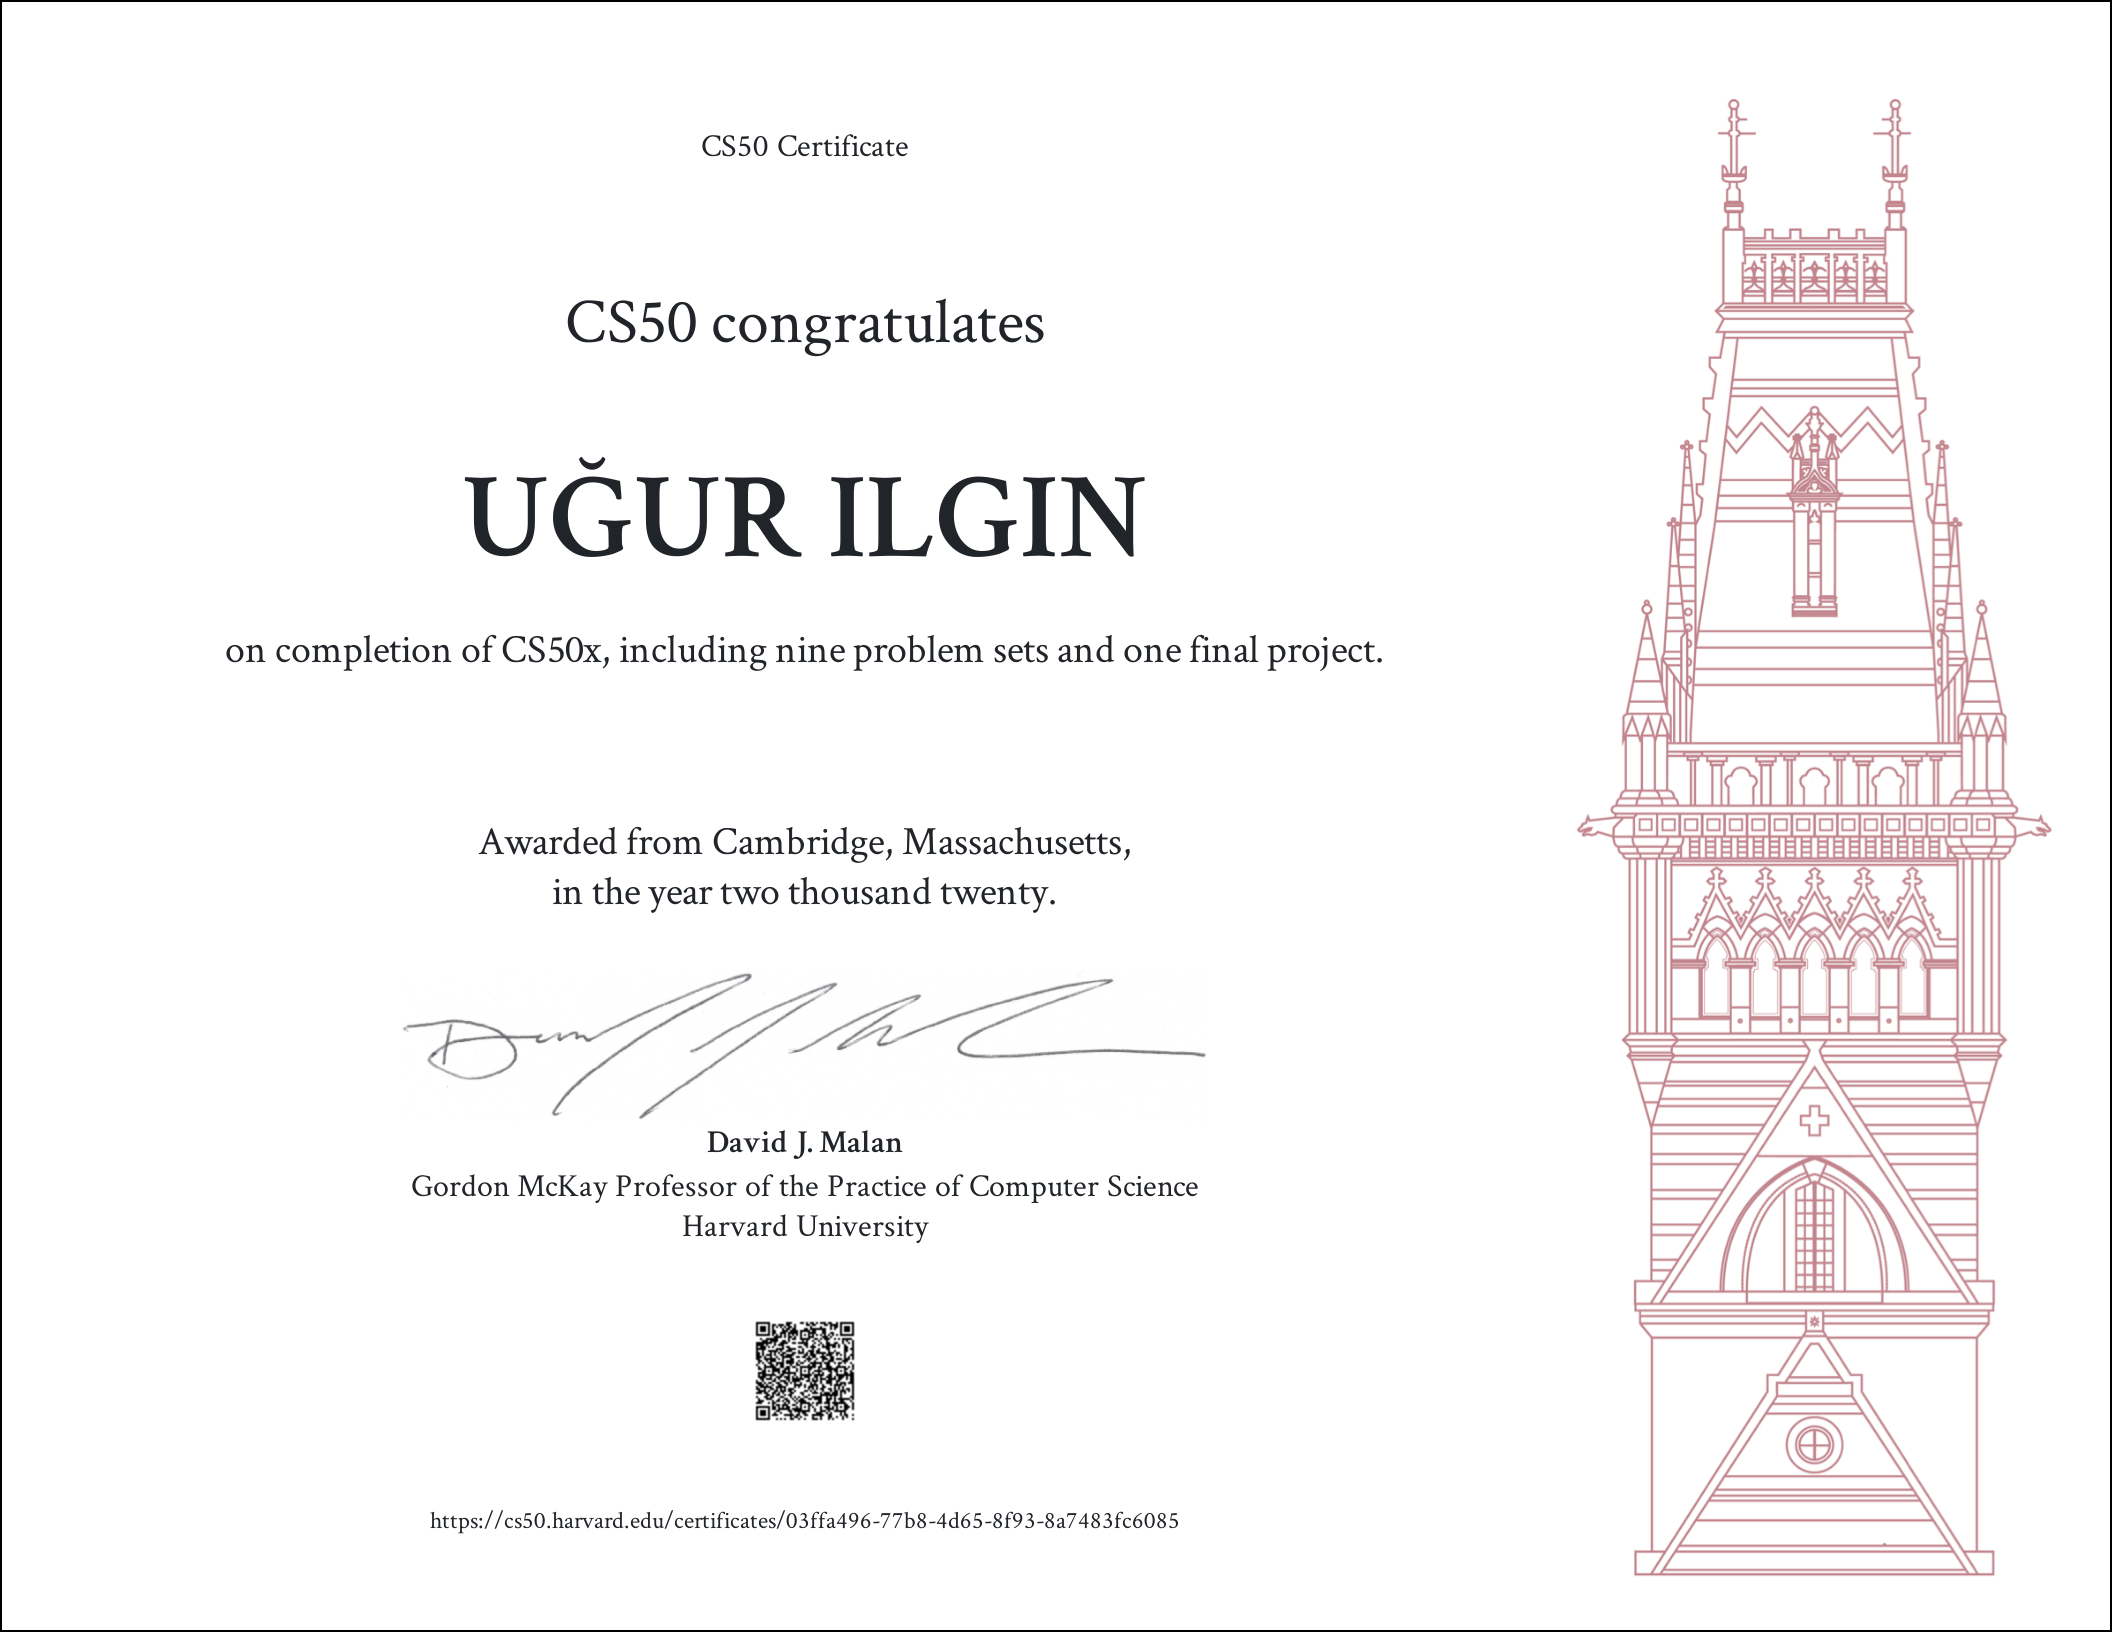 CS50 Certificate
CS50 congratulates
UĞUR ILGIN
on completion of CS50x, including nine problem sets and one final project.
Awarded from Cambridge, Massachusetts,
in the year two thousand twenty.
David J. Malan
Gordon McKay Professor of the Practice of Computer Science
Harvard University
https://cs50.harvard.edu/certificates/03ffa496-77b8-4d65-8f93-8a7483fc6085